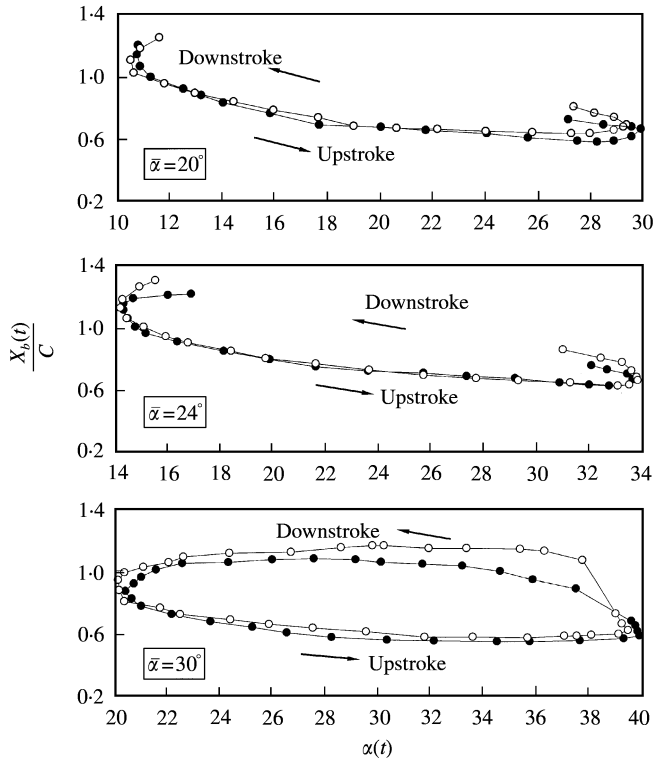 1·4
Downstroke
1·0
0·6
Upstroke
ᾱ = 20°
0·2
10 12 14 16 18 20 22 24 26 28 30
1·4
Downstroke
1·0
X_b(t)
C
0·6
Upstroke
ᾱ = 24°
0·2
14 16 18 20 22 24 26 28 30 32 34
1·4
Downstroke
1·0
0·6
Upstroke
ᾱ = 30°
0·2
20 22 24 26 28 30 32 34 36 38 40
α(t)